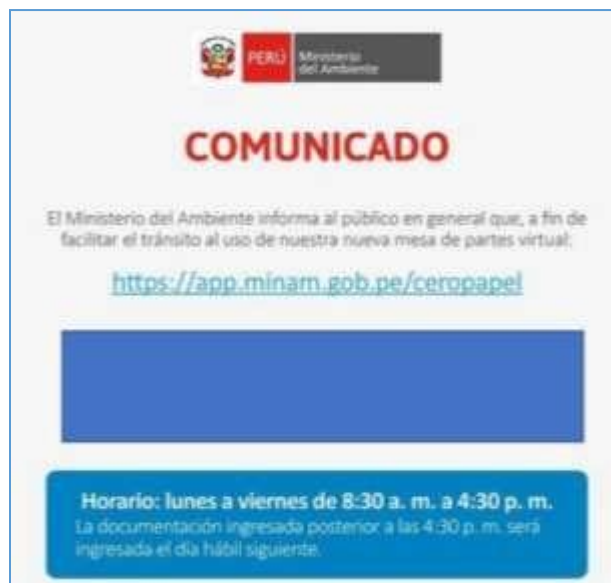 PERÚ
Ministerio
del Ambiente
COMUNICADO
El Ministerio del Ambiente informa al público en general que, a fin de
facilitar el tránsito al uso de nuestra nueva mesa de partes virtual:
https://app.minam.gob.pe/ceropapel
Horario: lunes a viernes de 8:30 a. m. a 4:30 p. m.
La documentación ingresada posterior a las 4:30 p. m. será
ingresada el día hábil siguiente.